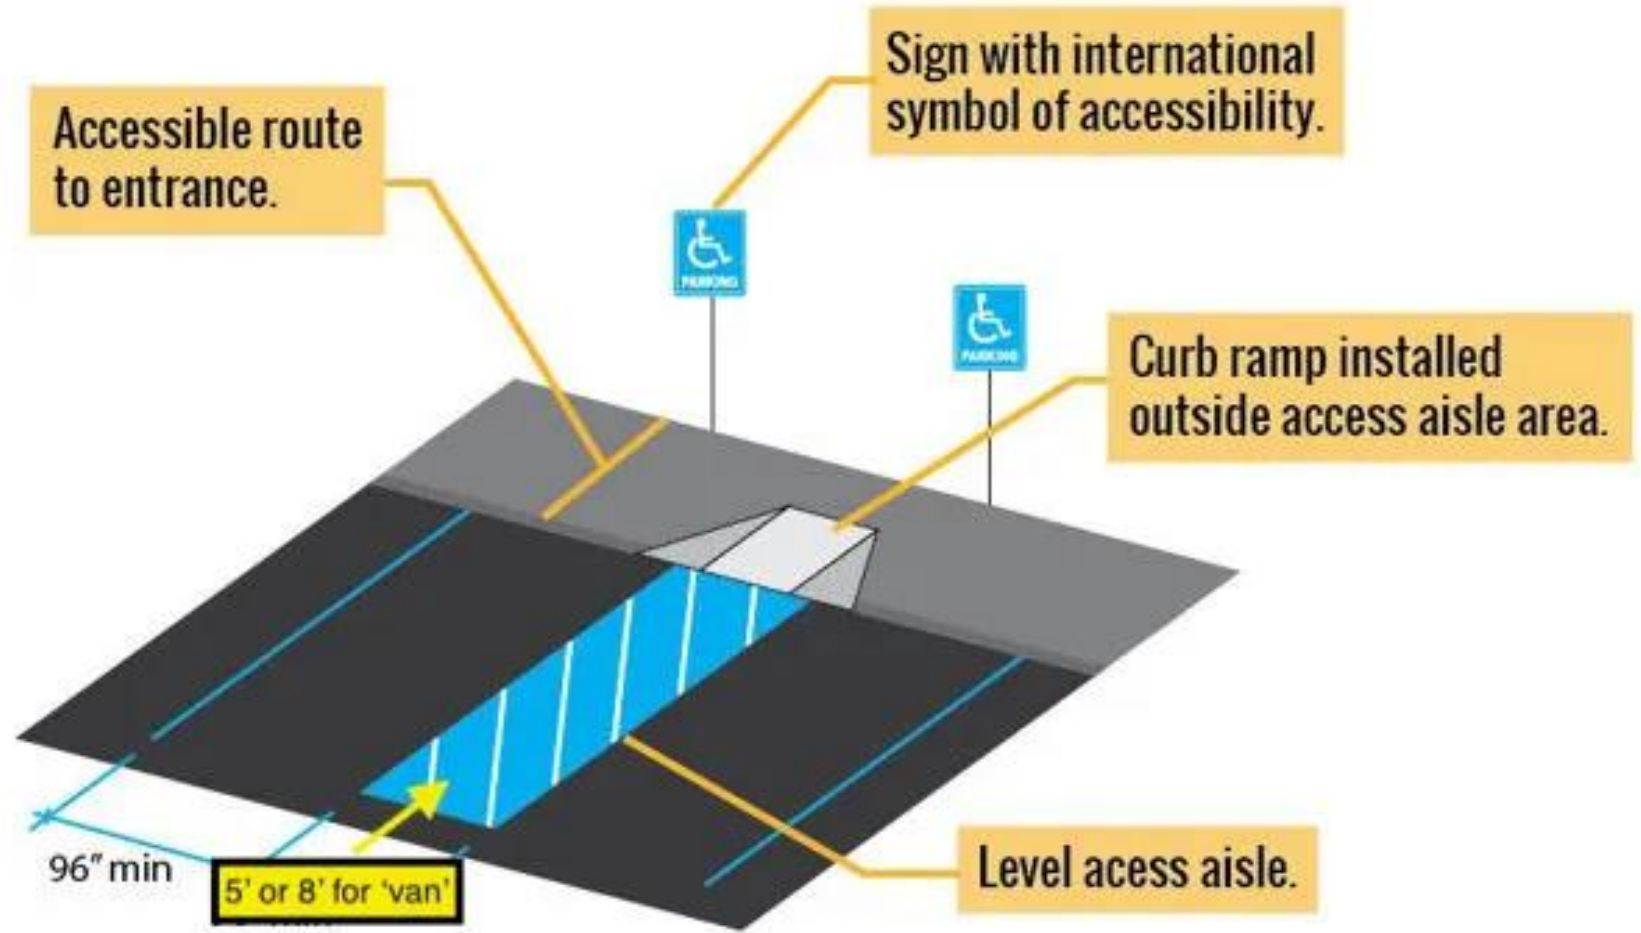 Sign with international
symbol of accessibility.
Accessible route
to entrance.
PARKING
PARKING
Curb ramp installed
outside access aisle area.
Level acess aisle.
96" min
5' or 8' for 'van'